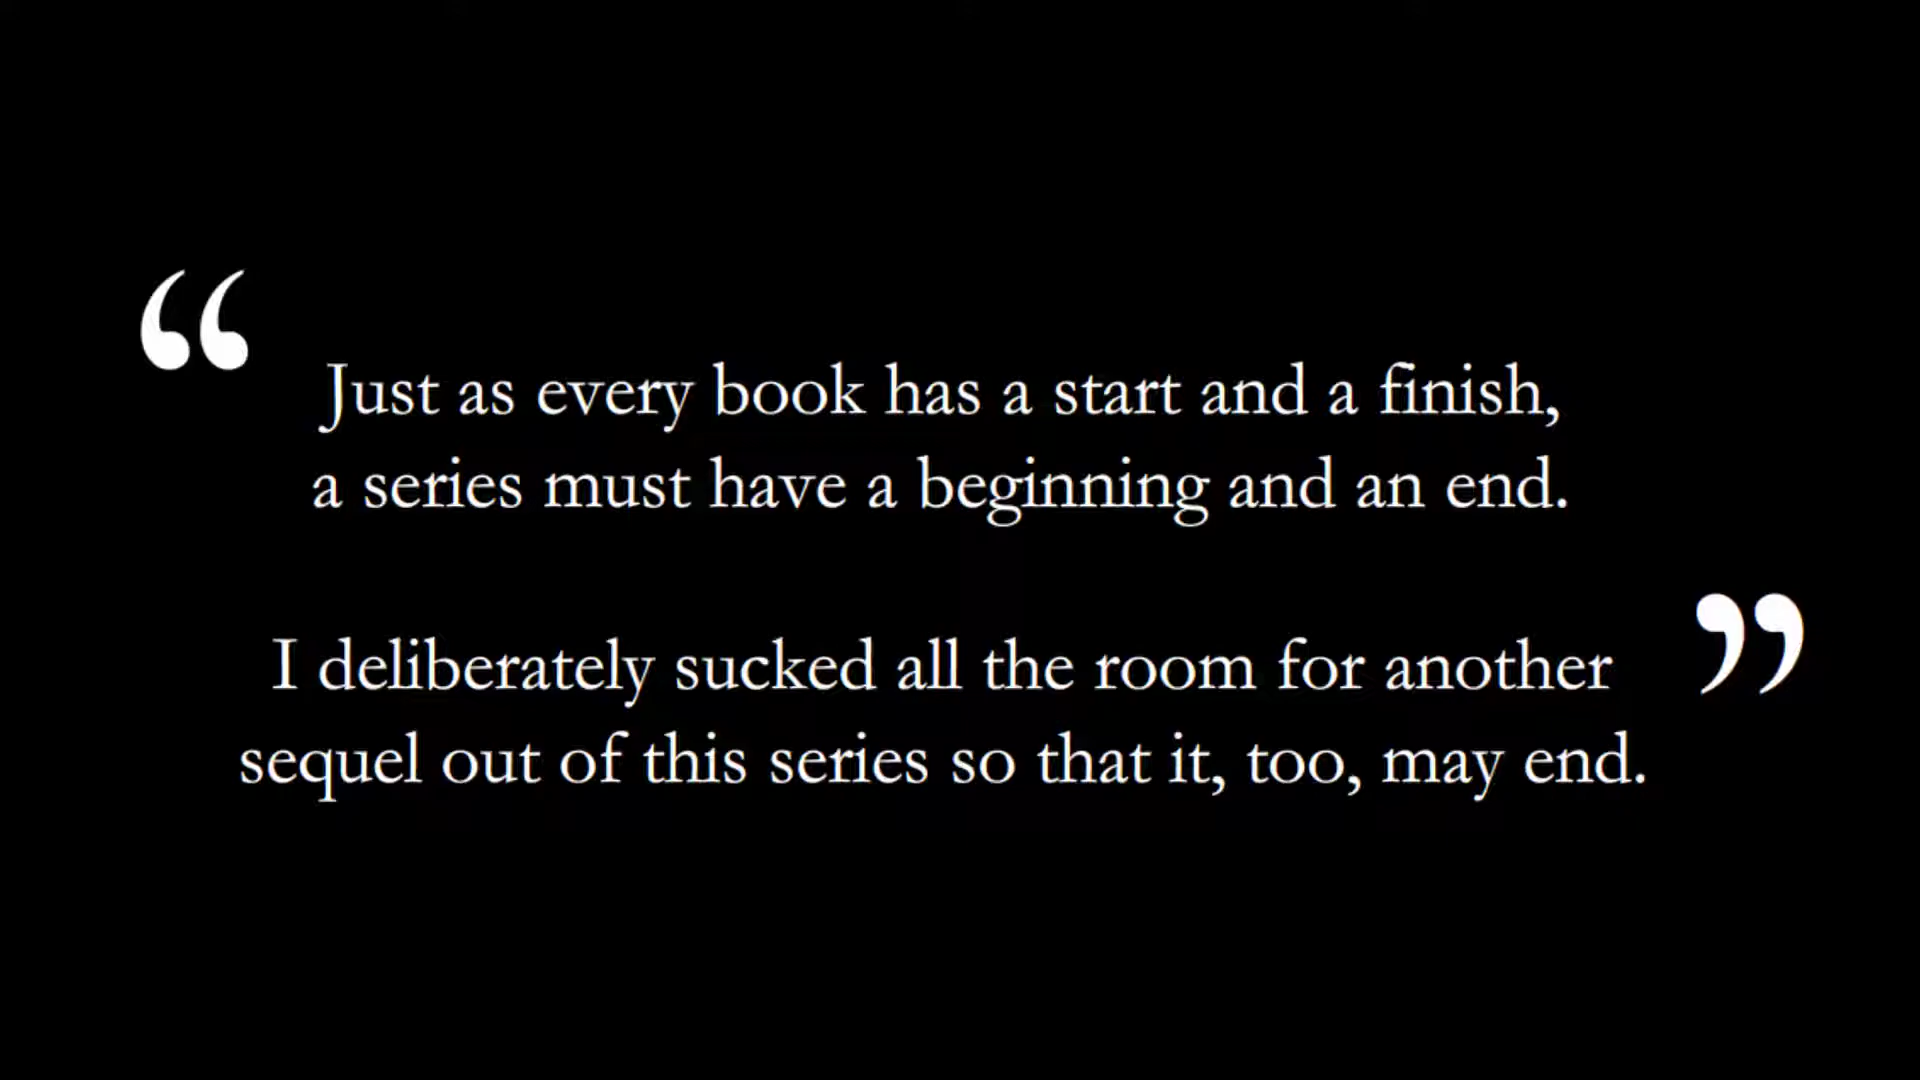 “Just as every book has a start and a finish,
a series must have a beginning and an end.
I deliberately sucked all the room for another
sequel out of this series so that it, too, may end.”